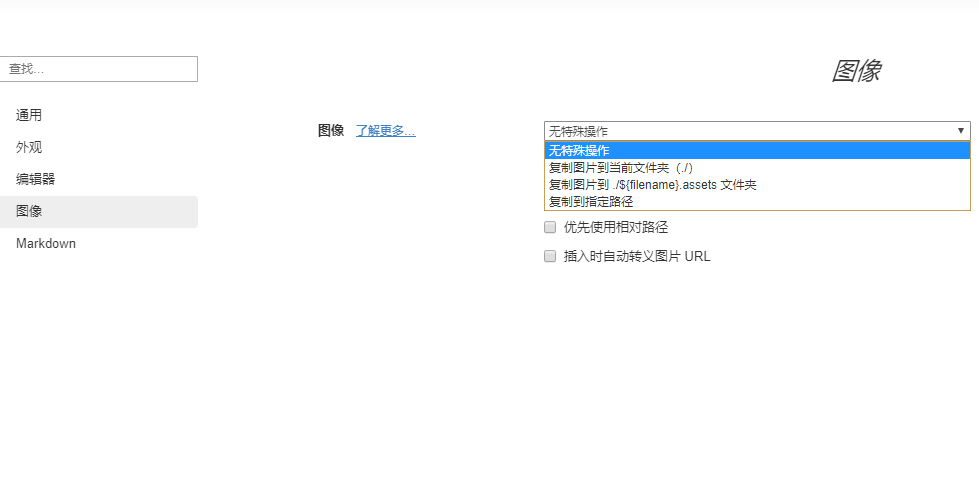 图像
查找...
通用
外观
编辑器
图像
Markdown
图像 了解更多...
无特殊操作
无特殊操作
复制图片到当前文件夹（./）
复制图片到 ./${filename}.assets 文件夹
复制到指定路径
优先使用相对路径
插入时自动转义图片 URL